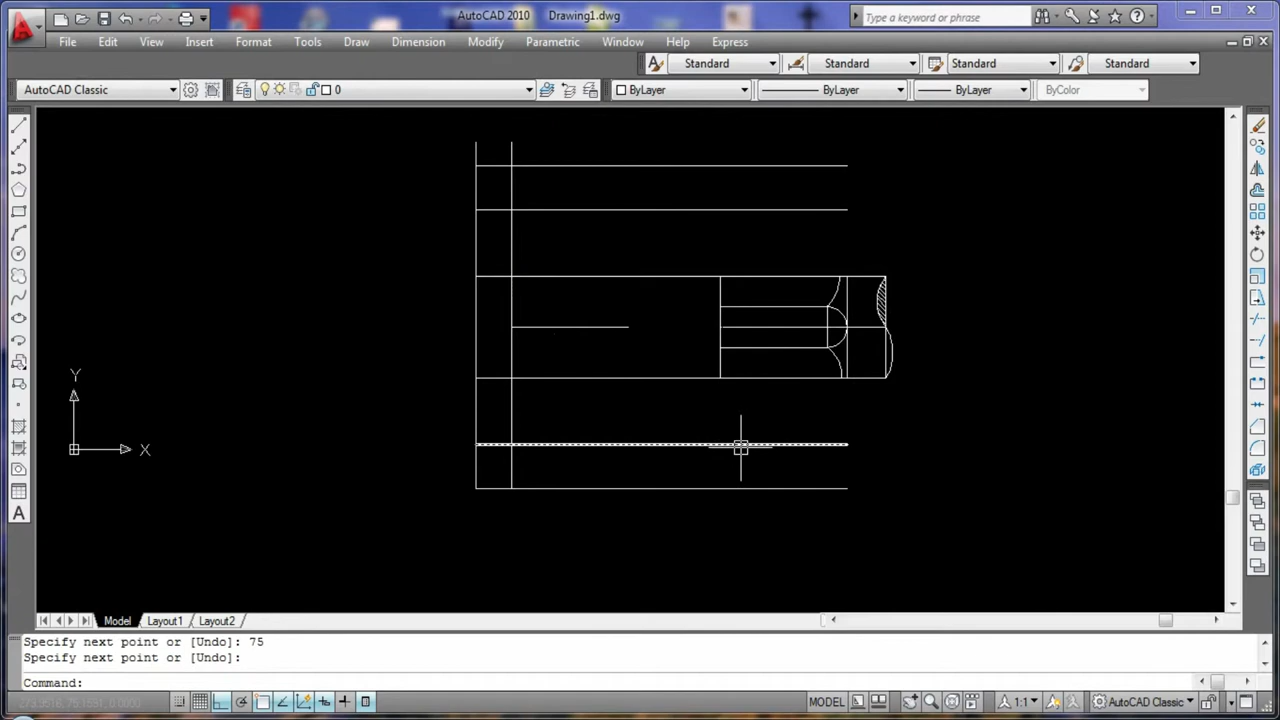 AutoCAD 2010 Drawing1.dwg
Type a keyword or phrase
File Edit View Insert Format Tools Draw Dimension Modify Parametric Window Help Express
Standard Standard Standard Standard
AutoCAD Classic 0 ByLayer ByLayer ByLayer ByColor
Y
X
A
Model Layout1 Layout2
Specify next point or [Undo]: 75
Specify next point or [Undo]:
Command:
MODEL 1:1 AutoCAD Classic